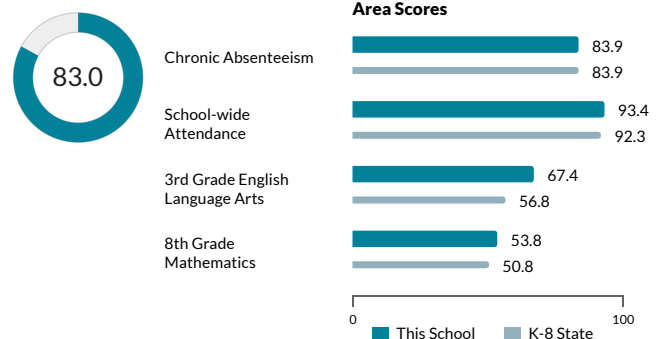 83.0
Area Scores
Chronic Absenteeism
83.9
83.9
School-wide
Attendance
93.4
92.3
3rd Grade English
Language Arts
67.4
56.8
8th Grade
Mathematics
53.8
50.8
0
100
This School
K-8 State